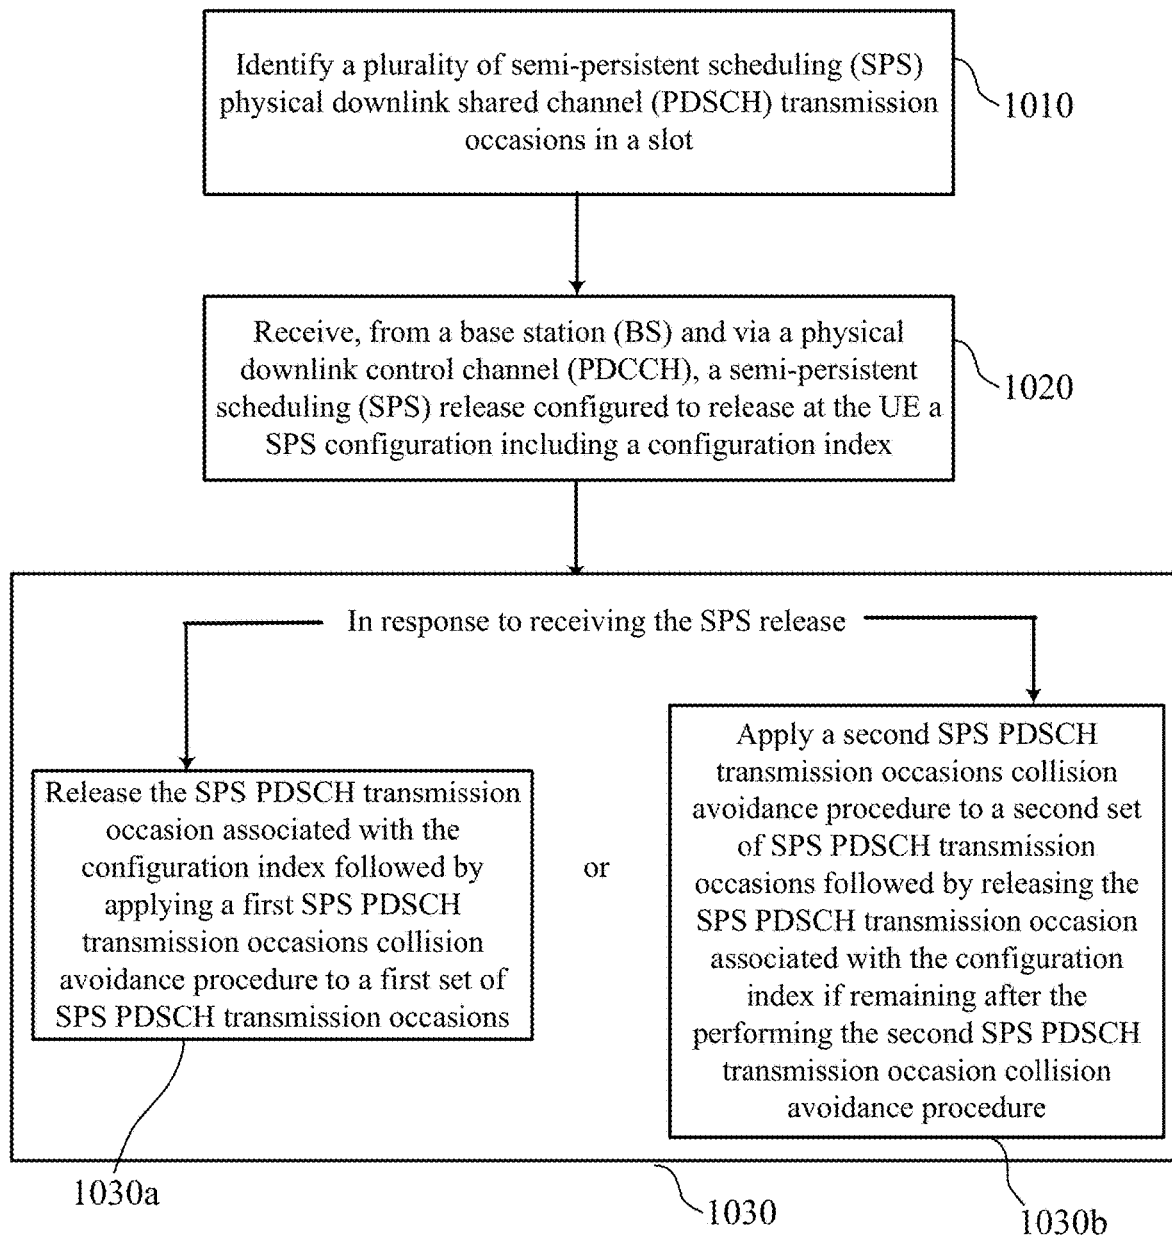 Identify a plurality of semi-persistent scheduling (SPS)
physical downlink shared channel (PDSCH) transmission
occasions in a slot
1010
Receive, from a base station (BS) and via a physical
downlink control channel (PDCCH), a semi-persistent
scheduling (SPS) release configured to release at the UE a
SPS configuration including a configuration index
1020
In response to receiving the SPS release
Release the SPS PDSCH transmission
occasion associated with the
configuration index followed by
applying a first SPS PDSCH
transmission occasions collision
avoidance procedure to a first set of
SPS PDSCH transmission occasions
or
Apply a second SPS PDSCH
transmission occasions collision
avoidance procedure to a second set
of SPS PDSCH transmission
occasions followed by releasing the
SPS PDSCH transmission occasion
associated with the configuration
index if remaining after the
performing the second SPS PDSCH
transmission occasion collision
avoidance procedure
1030a
1030
1030b